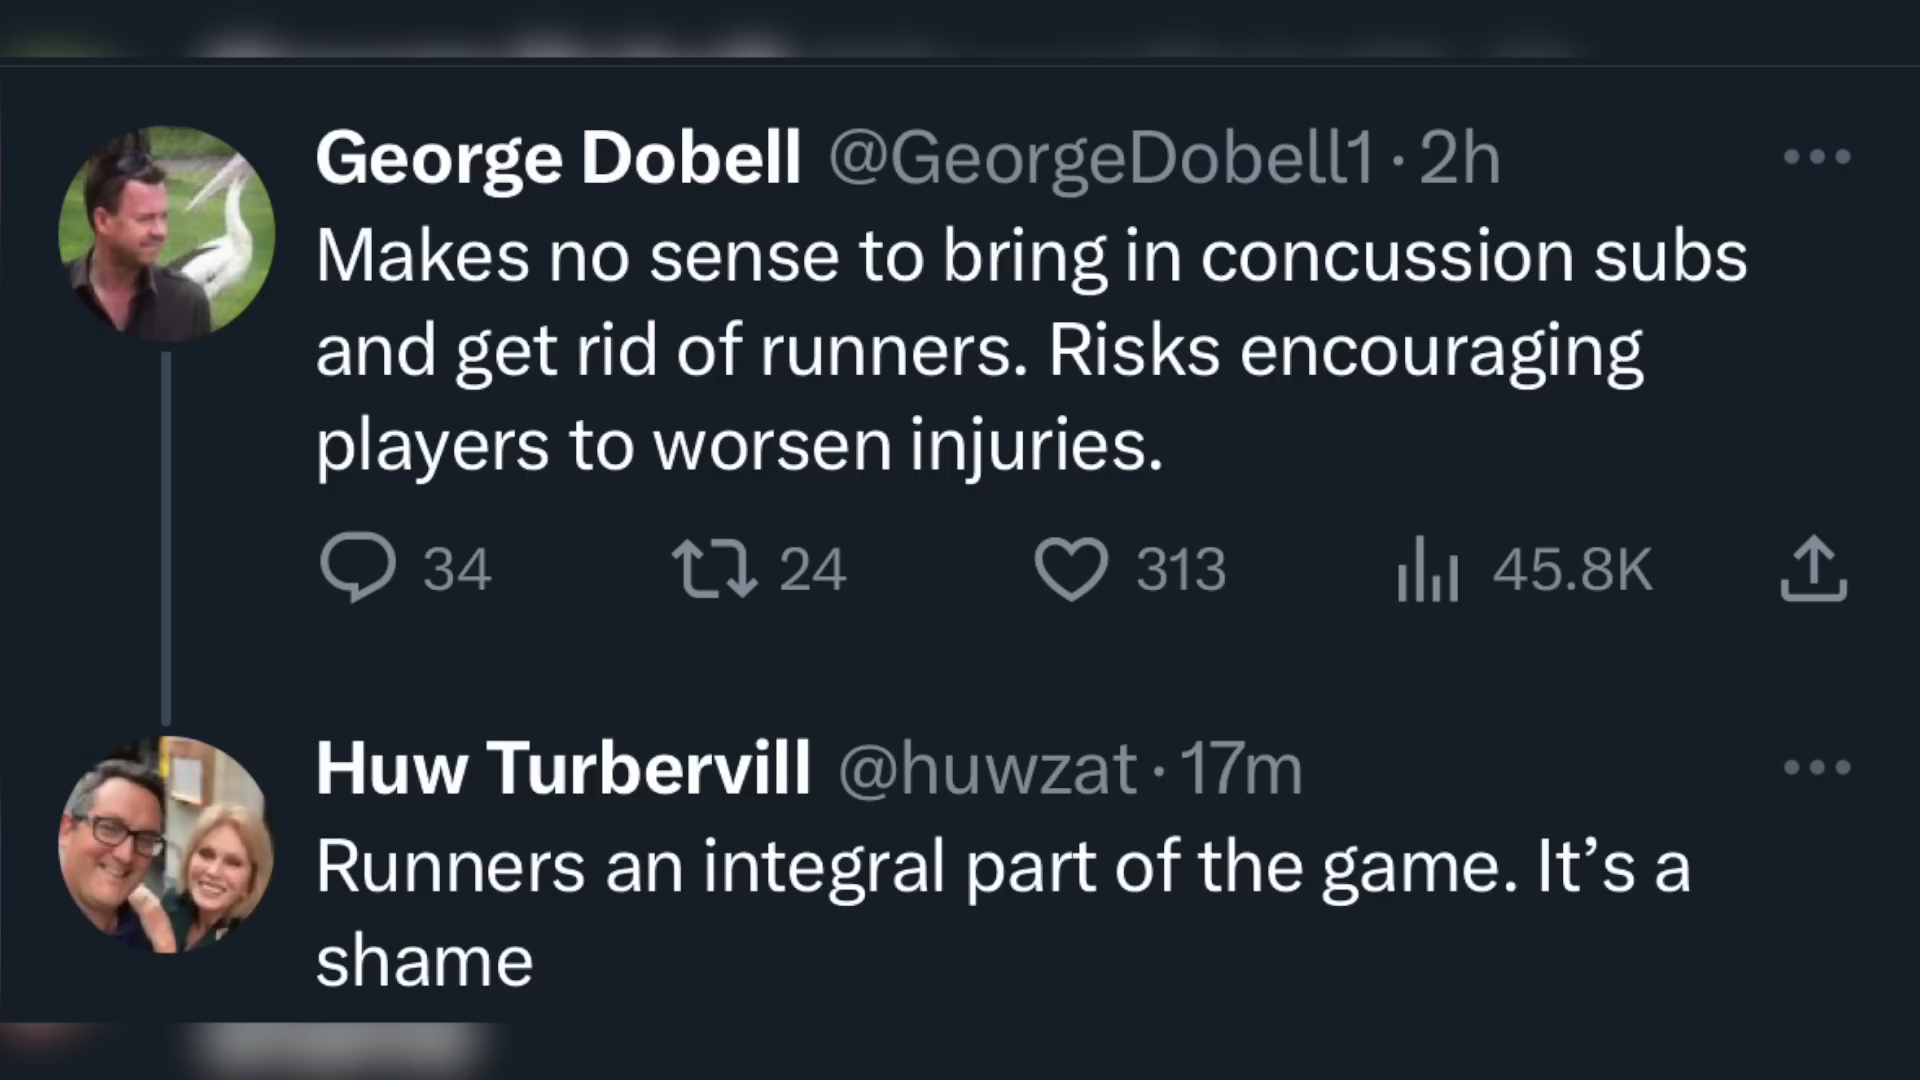 George Dobell @GeorgeDobell1 · 2h
Makes no sense to bring in concussion subs
and get rid of runners. Risks encouraging
players to worsen injuries.
34 24 313 45.8K
Huw Turbervill @huwzat · 17m
Runners an integral part of the game. It’s a
shame